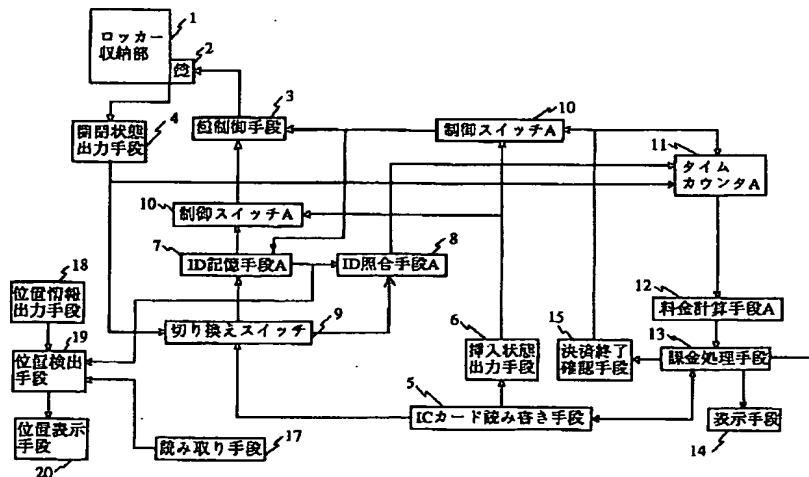 1
ロッカー
収納部
2
錠
3
錠制御手段
4
開閉状態
出力手段
10
制御スイッチA
11
タイム
カウンタA
10
制御スイッチA
7
ID記憶手段A
8
ID照合手段A
18
位置情報
出力手段
12
料金計算手段A
9
切り換えスイッチ
6
挿入状態
出力手段
15
決済終了
確認手段
13
課金処理手段
19
位置検出
手段
5
ICカード読み書き手段
表示手段
14
位置表示
手段
20
読み取り手段
17